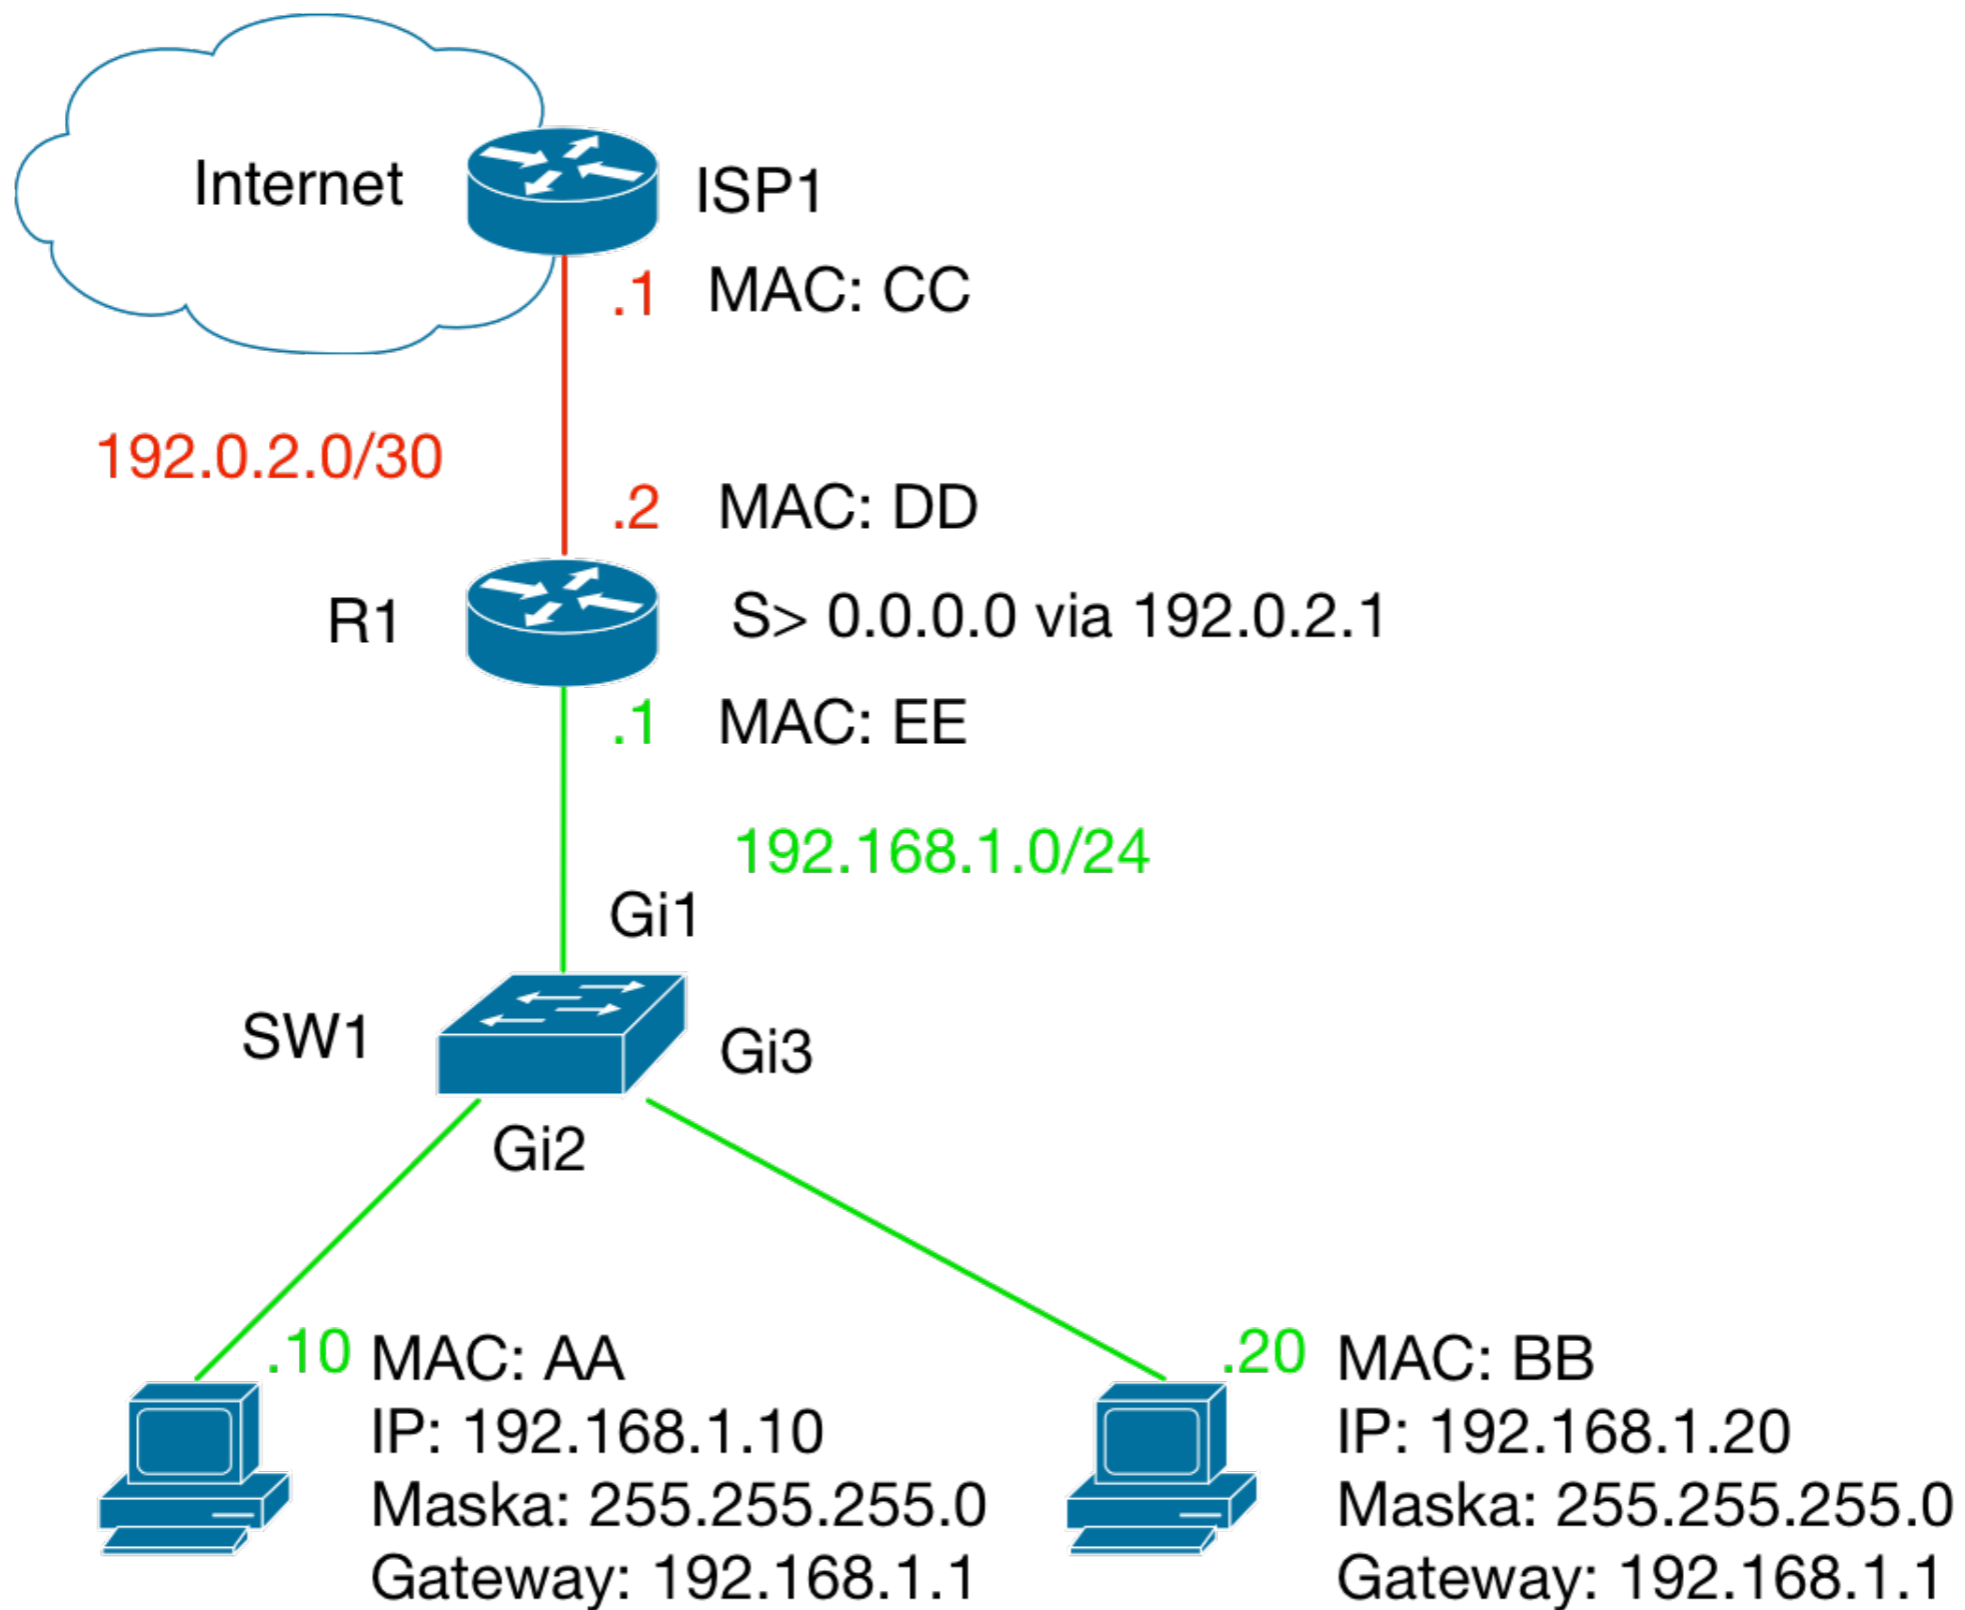 Internet
ISP1
.1 MAC: CC
192.0.2.0/30
.2 MAC: DD
R1
S> 0.0.0.0 via 192.0.2.1
.1 MAC: EE
192.168.1.0/24
Gi1
SW1
Gi3
Gi2
.10 MAC: AA
IP: 192.168.1.10
Maska: 255.255.255.0
Gateway: 192.168.1.1
.20 MAC: BB
IP: 192.168.1.20
Maska: 255.255.255.0
Gateway: 192.168.1.1